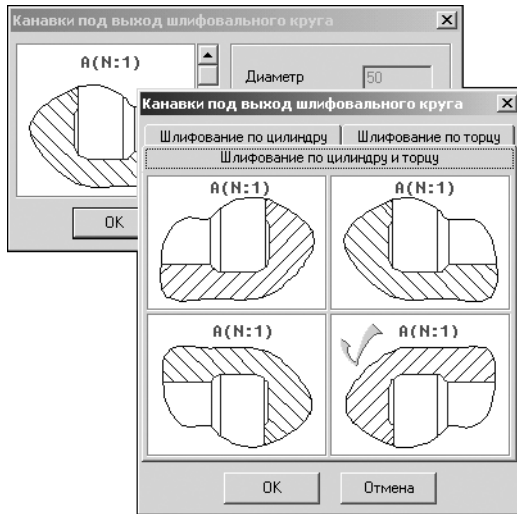 Канавки под выход шлифовального круга
A(N:1)
Диаметр
50
OK
Канавки под выход шлифовального круга
Шлифование по цилиндру
Шлифование по торцу
Шлифование по цилиндру и торцу
A(N:1)
A(N:1)
A(N:1)
A(N:1)
OK
Отмена